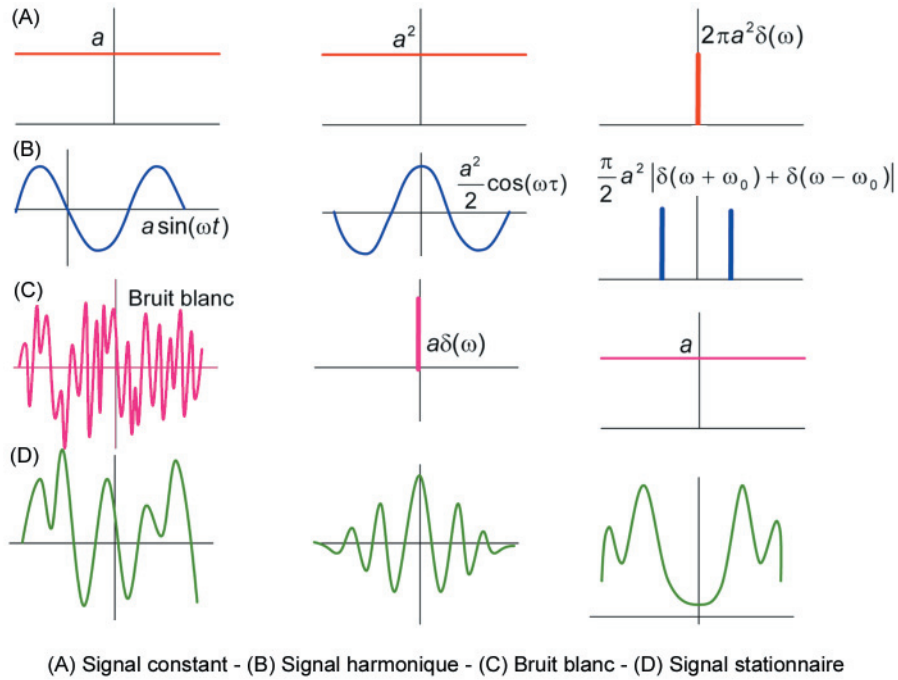 (A)
a
a²
2πa²δ(ω)
(B)
a sin(ωt)
a²/2 cos(ωτ)
π/2 a² |δ(ω + ω₀) + δ(ω − ω₀)|
(C)
Bruit blanc
aδ(ω)
a
(D)
(A) Signal constant - (B) Signal harmonique - (C) Bruit blanc - (D) Signal stationnaire